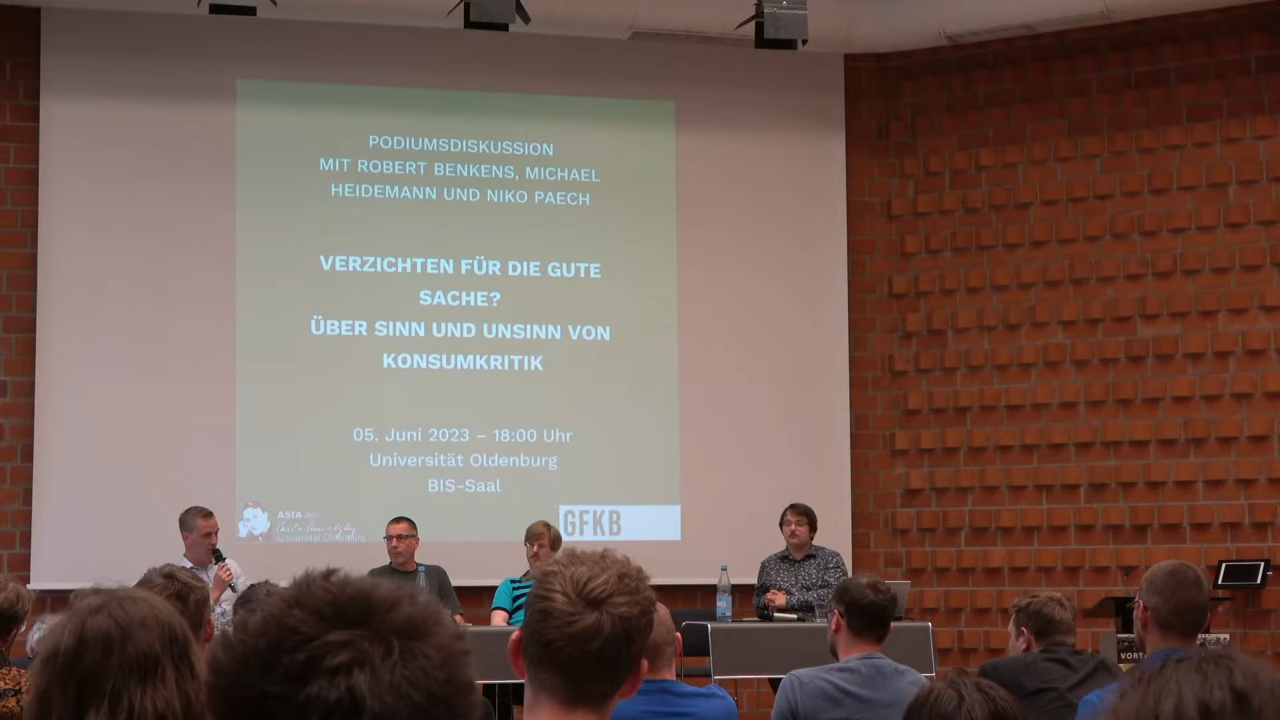 PODIUMSDISKUSSION
MIT ROBERT BENKENS, MICHAEL
HEIDEMANN UND NIKO PAECH
VERZICHTEN FÜR DIE GUTE
SACHE?
ÜBER SINN UND UNSINN VON
KONSUMKRITIK
05. Juni 2023 – 18:00 Uhr
Universität Oldenburg
BIS-Saal
AStA der
Universität Oldenburg
GFKB
VORT